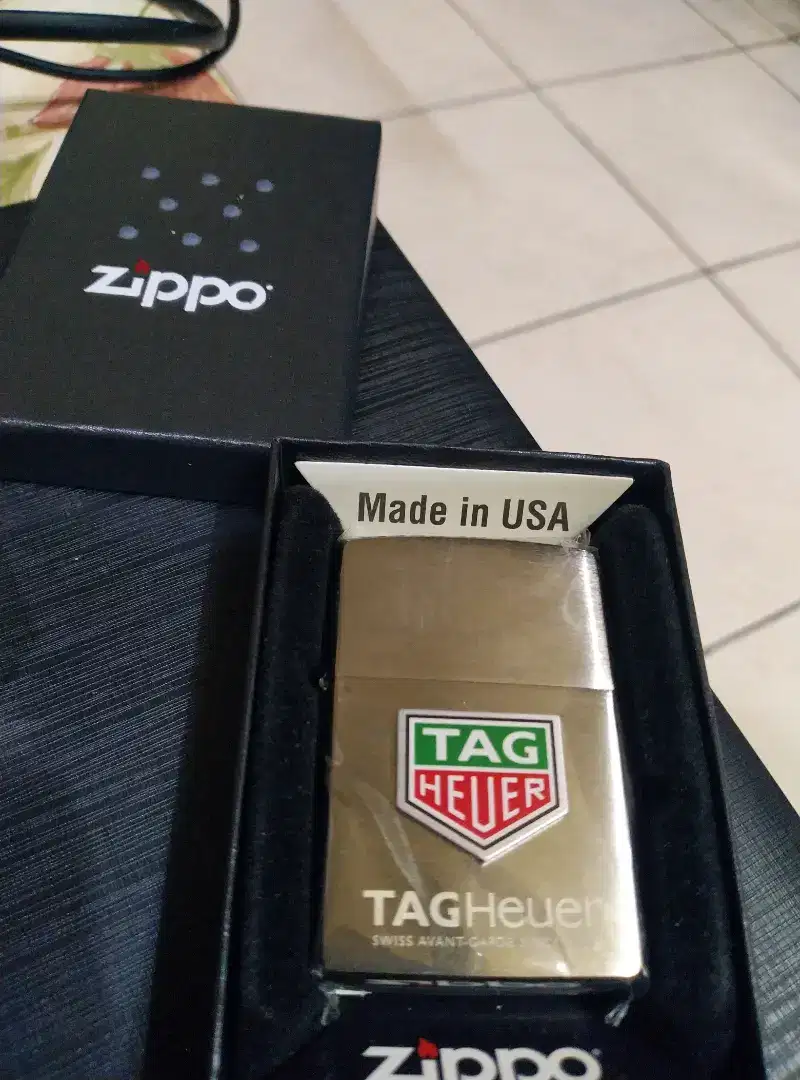 zippo
Made in USA
TAG
HEUER
TAGHeuer
SWISS AVANT-GARDE
zippo